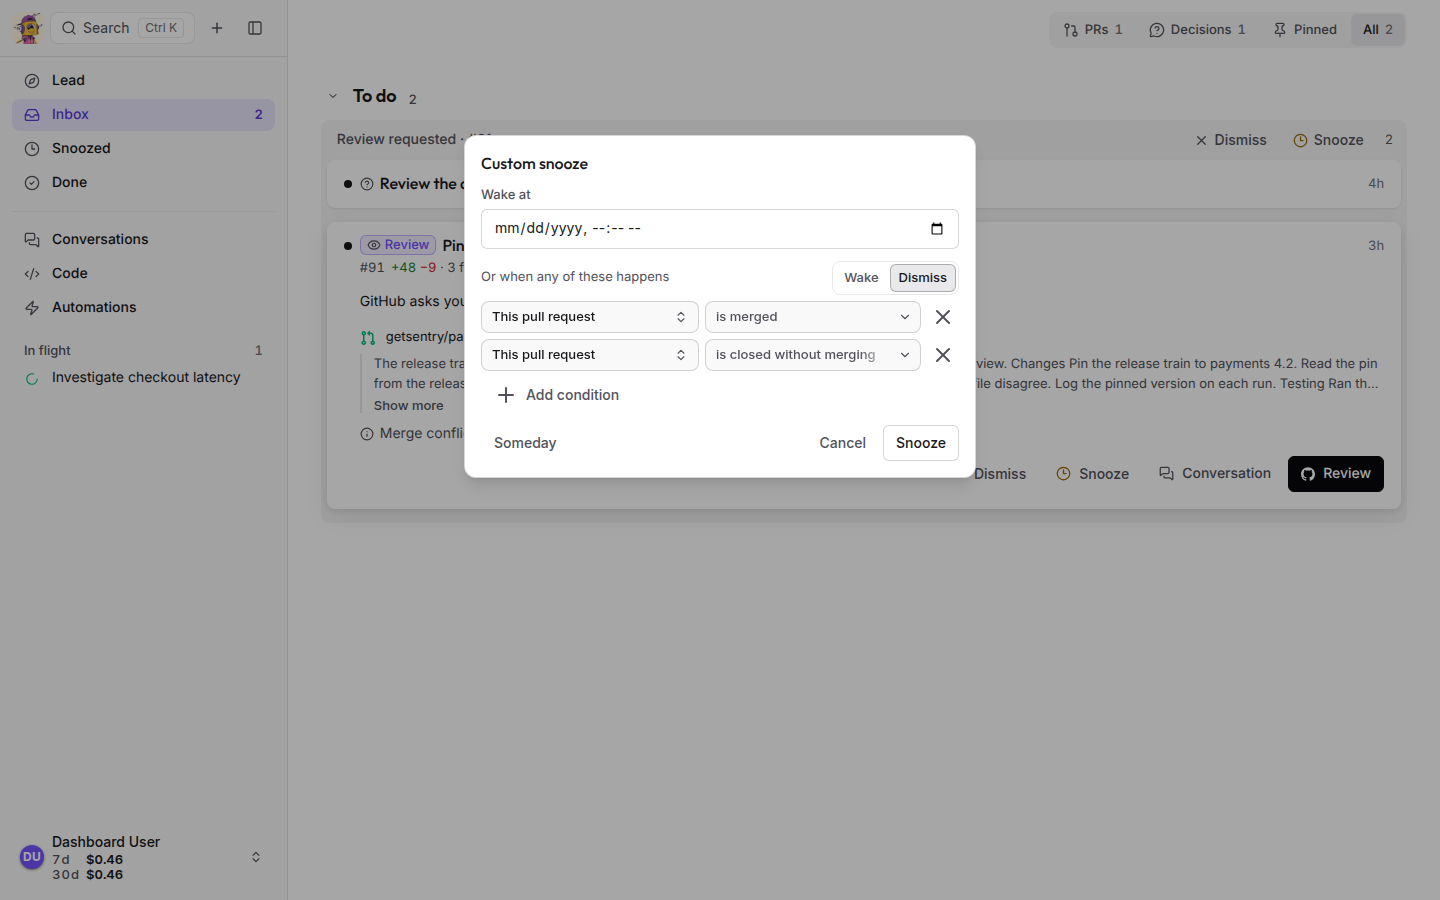 Search Ctrl K
PRs 1 Decisions 1 Pinned All 2
Lead
Inbox 2
Snoozed
Done
Conversations
Code
Automations
In flight 1
Investigate checkout latency
Dashboard User
DU
7d $0.46
30d $0.46
To do 2
Review requested ·
Dismiss Snooze 2
Review the
4h
Review Pin
3h
#91 +48 −9 · 3 f
GitHub asks you
getsentry/pa
The release tra
view. Changes Pin the release train to payments 4.2. Read the pin
from the releas
ile disagree. Log the pinned version on each run. Testing Ran th...
Show more
Merge confli
Dismiss Snooze Conversation Review
Custom snooze
Wake at
mm/dd/yyyy, --:-- --
Or when any of these happens Wake Dismiss
This pull request is merged
This pull request is closed without merging
Add condition
Someday Cancel Snooze